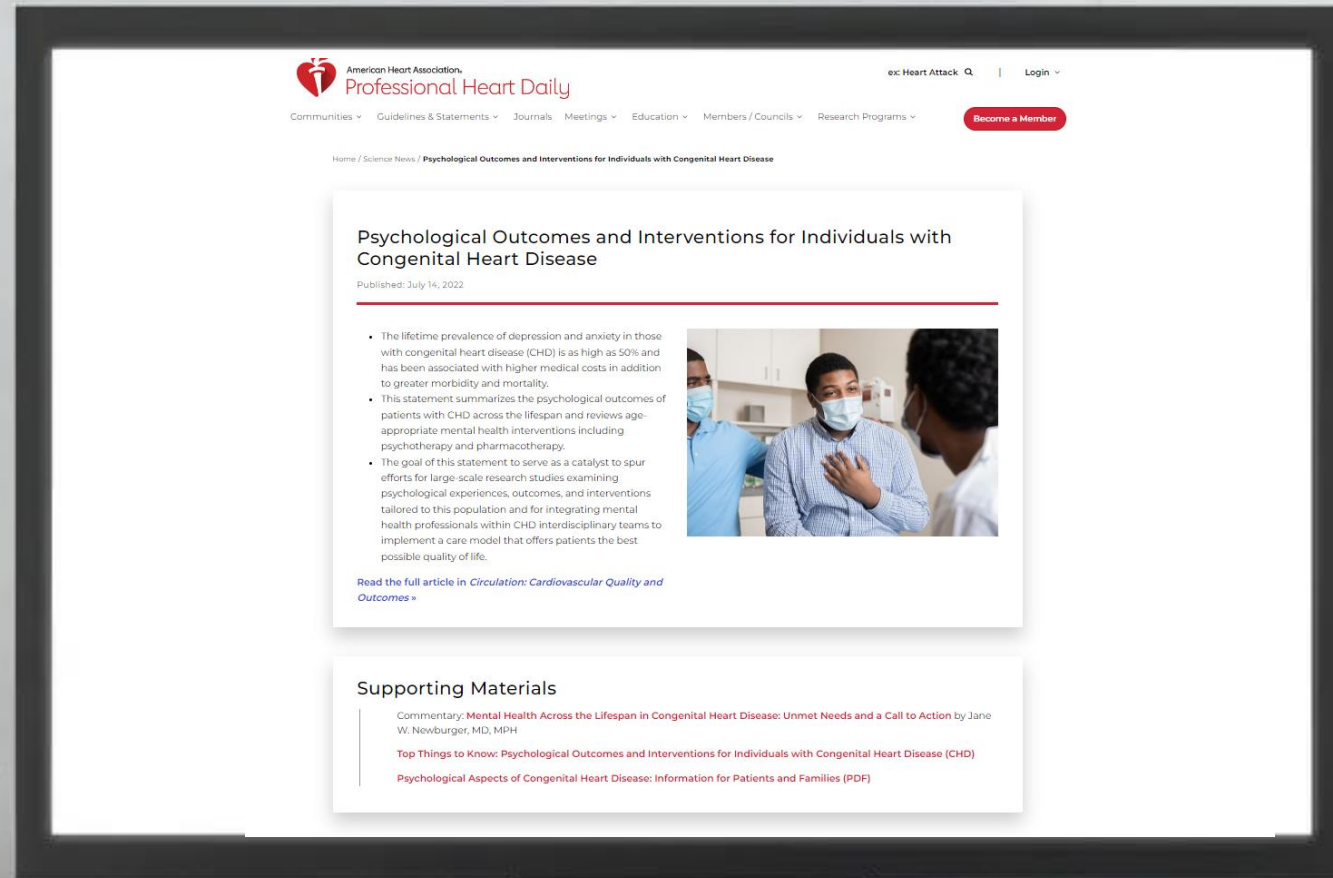 American Heart Association.
Professional Heart Daily
ex: Heart Attack
|
Login
Communities
Guidelines & Statements
Journals
Meetings
Education
Members / Councils
Research Programs
Become a Member
Home / Science News / Psychological Outcomes and Interventions for Individuals with Congenital Heart Disease
Psychological Outcomes and Interventions for Individuals with
Congenital Heart Disease
Published: July 14, 2022
• The lifetime prevalence of depression and anxiety in those
with congenital heart disease (CHD) is as high as 50% and
has been associated with higher medical costs in addition
to greater morbidity and mortality.
• This statement summarizes the psychological outcomes of
patients with CHD across the lifespan and reviews age-
appropriate mental health interventions including
psychotherapy and pharmacotherapy.
• The goal of this statement to serve as a catalyst to spur
efforts for large-scale research studies examining
psychological experiences, outcomes, and interventions
tailored to this population and for integrating mental
health professionals within CHD interdisciplinary teams to
implement a care model that offers patients the best
possible quality of life.
Read the full article in Circulation: Cardiovascular Quality and
Outcomes »
Supporting Materials
Commentary: Mental Health Across the Lifespan in Congenital Heart Disease: Unmet Needs and a Call to Action by Jane
W. Newburger, MD, MPH
Top Things to Know: Psychological Outcomes and Interventions for Individuals with Congenital Heart Disease (CHD)
Psychological Aspects of Congenital Heart Disease: Information for Patients and Families (PDF)